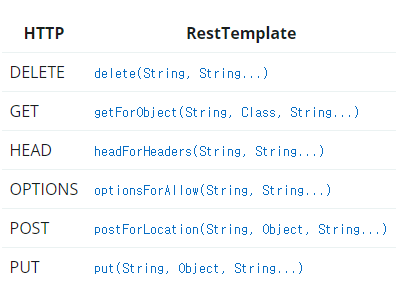 HTTP RestTemplate
DELETE delete(String, String...)
GET getForObject(String, Class, String...)
HEAD headForHeaders(String, String...)
OPTIONS optionsForAllow(String, String...)
POST postForLocation(String, Object, String...)
PUT put(String, Object, String...)